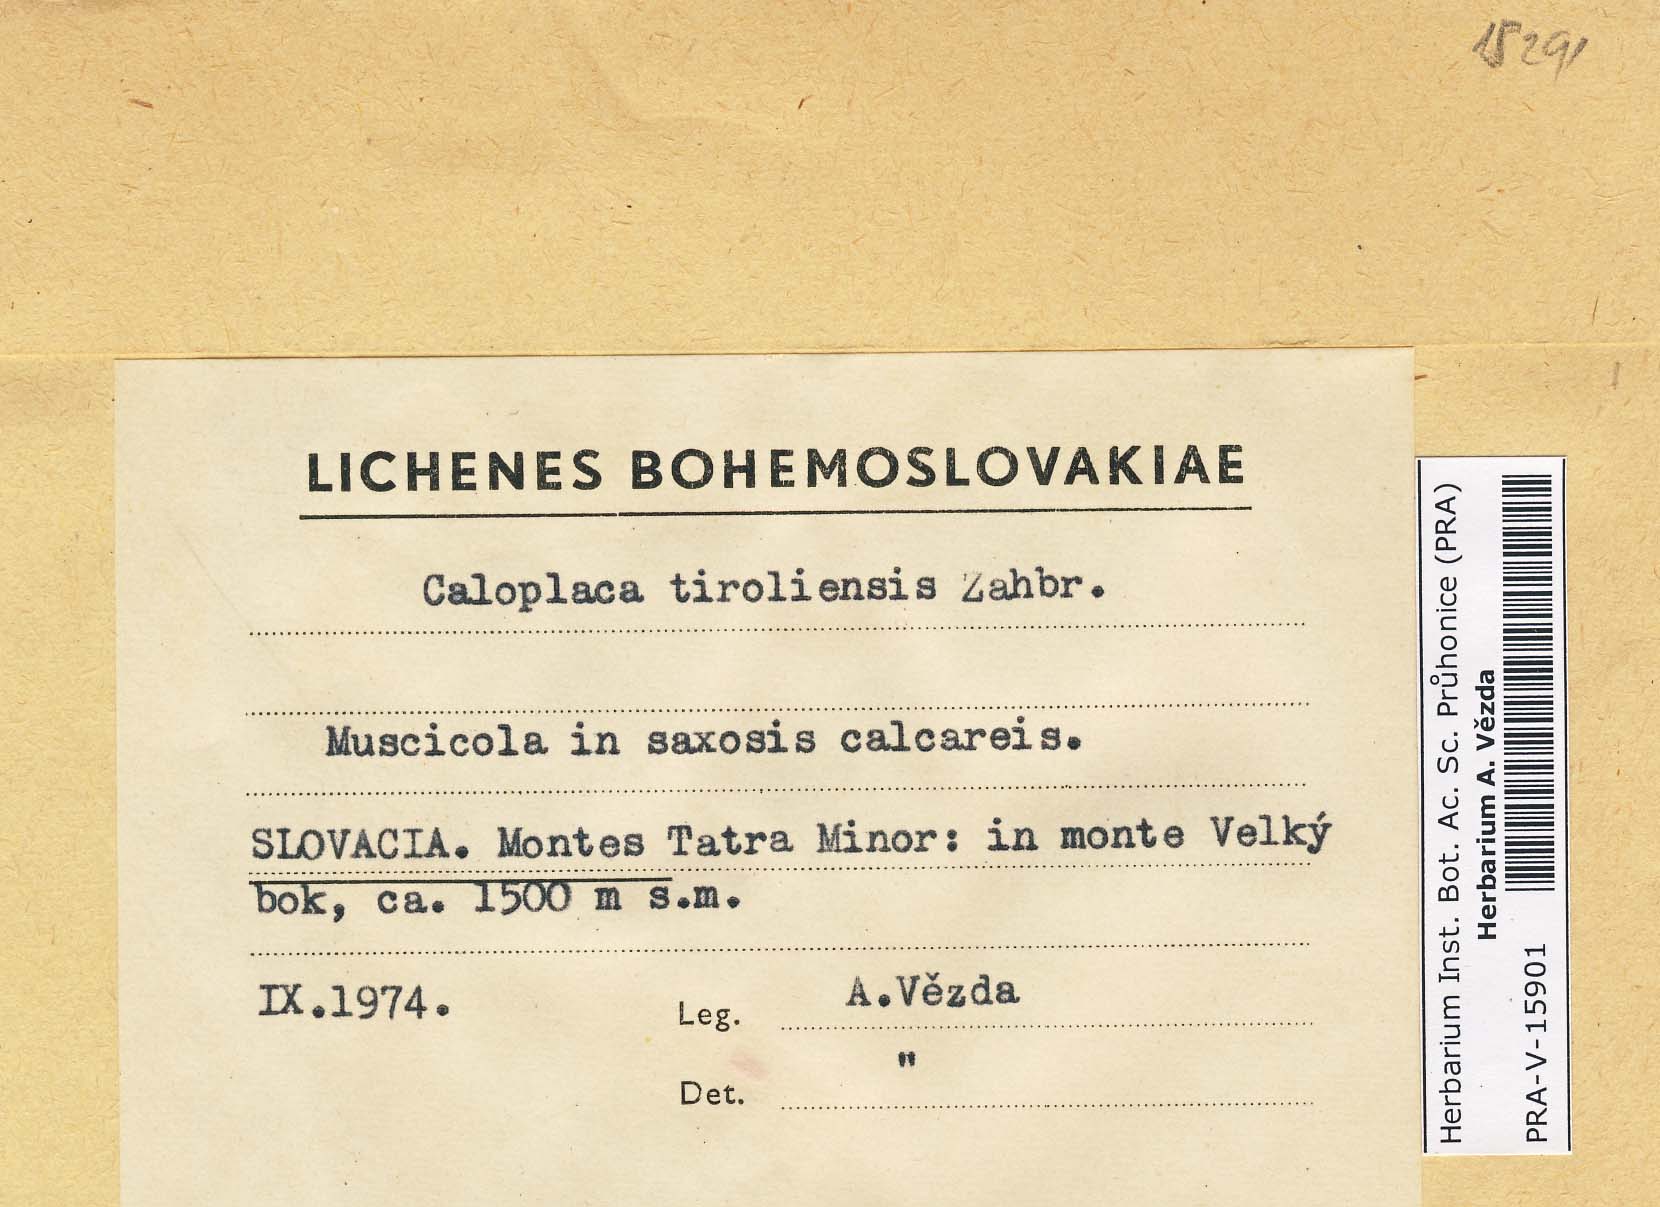 15291
LICHENES BOHEMOSLOVAKIAE
Caloplaca tiroliensis Zahbr.
Muscicola in saxosis calcareis.
SLOVACIA. Montes Tatra Minor: in monte Velký
bok, ca. 1500 m s.m.
IX.1974.
Leg. A.Vězda
Det. "
Herbarium Inst. Bot. Ac. Sc. Průhonice (PRA)
Herbarium A. Vězda
PRA-V-15901